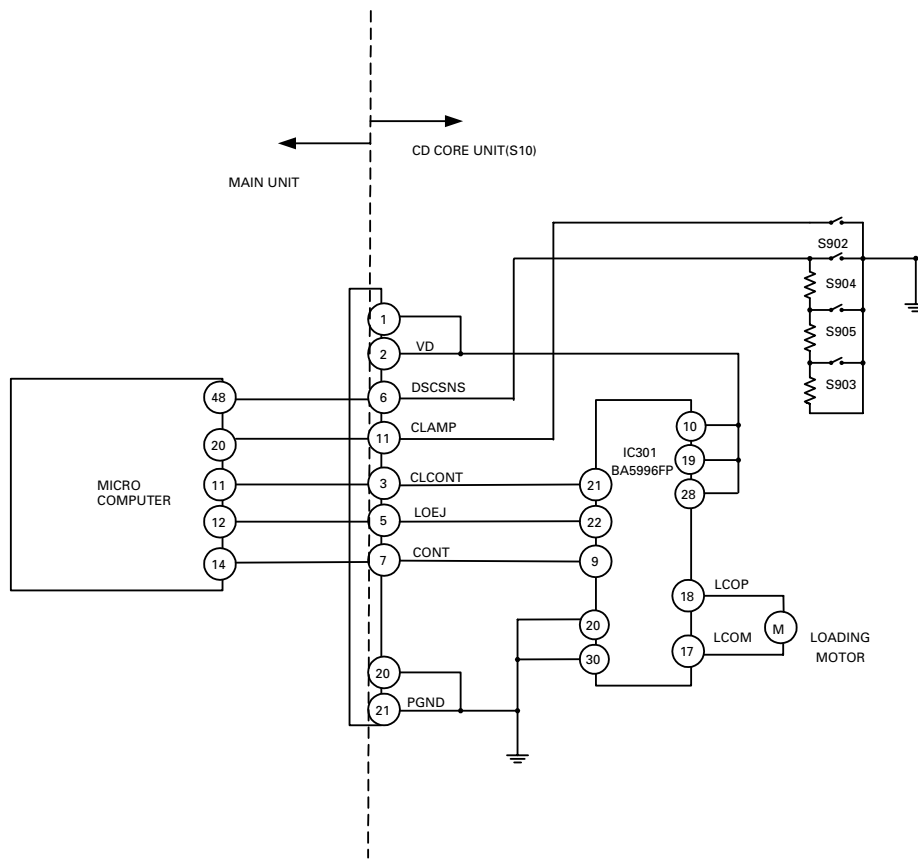 CD CORE UNIT(S10)
MAIN UNIT
S902
S904
S905
S903
1
2
VD
6
DSCSNS
11
CLAMP
3
CLCONT
5
LOEJ
7
CONT
20
21
PGND
48
20
11
12
14
MICRO
COMPUTER
IC301
BA5996FP
21
22
9
20
30
10
19
28
18
LCOP
17
LCOM
M
LOADING
MOTOR